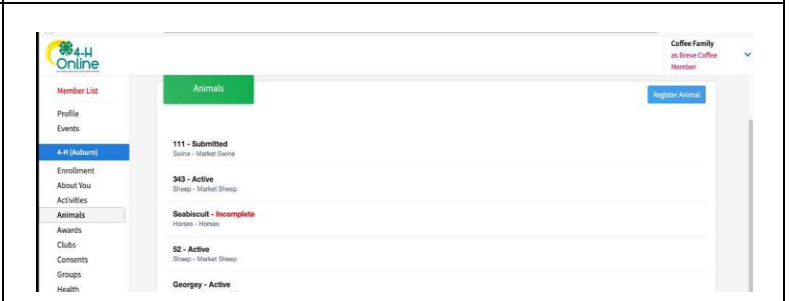 4-H
Online
Coffee Family
as Breve Coffee
Member
Member List
Profile
Events
4-H (Auburn)
Enrollment
About You
Activities
Animals
Awards
Clubs
Consents
Groups
Health
Animals
Register Animal
111 - Submitted
Swine - Market Swine
343 - Active
Sheep - Market Sheep
Seabiscuit - Incomplete
Horses - Horses
52 - Active
Sheep - Market Sheep
Georgey - Active